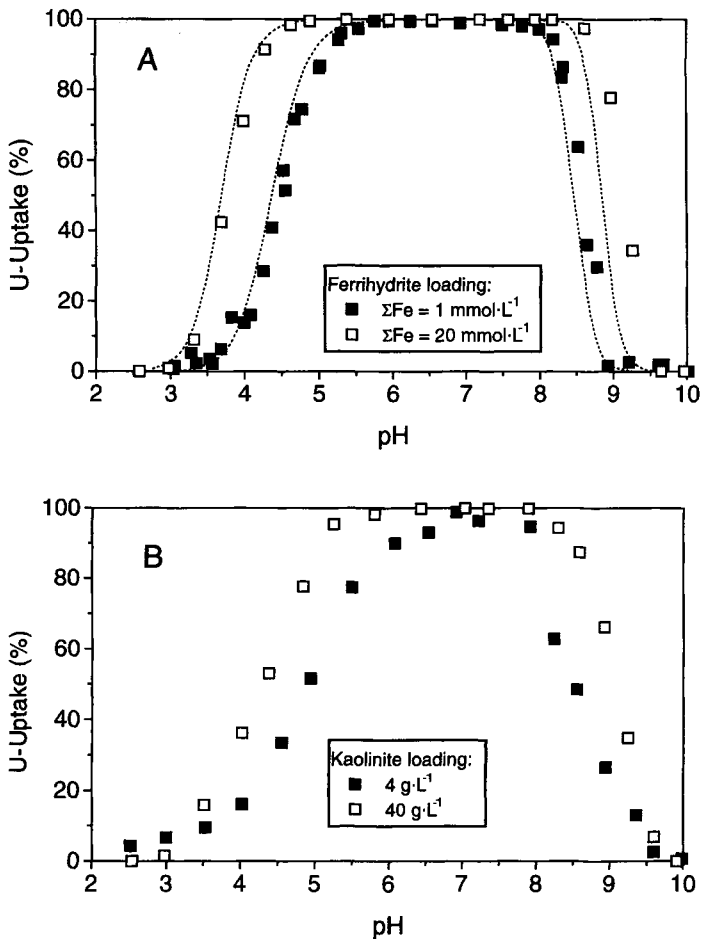 A
100
80
60
40
20
0
U-Uptake (%)
Ferrihydrite loading:
■ ΣFe = 1 mmol·L⁻¹
□ ΣFe = 20 mmol·L⁻¹
2 3 4 5 6 7 8 9 10
pH
B
100
80
60
40
20
0
U-Uptake (%)
Kaolinite loading:
■ 4 g·L⁻¹
□ 40 g·L⁻¹
2 3 4 5 6 7 8 9 10
pH